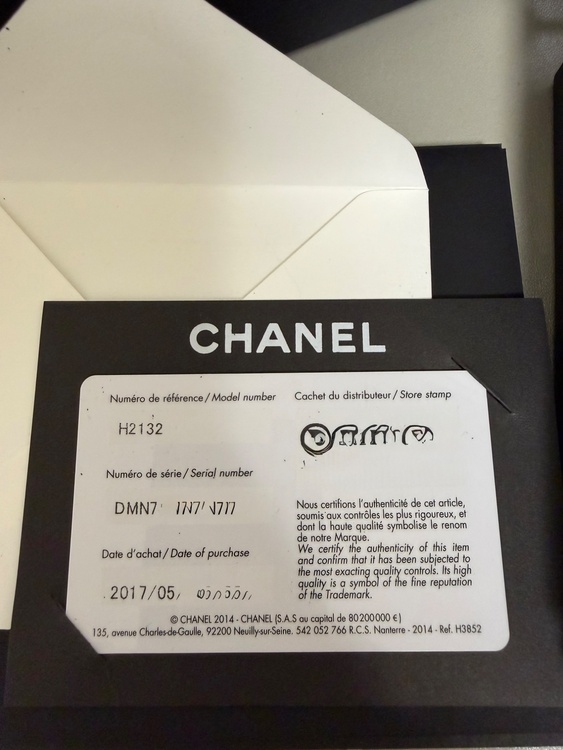 CHANEL
Numéro de référence / Model number
H2132
Numéro de série / Serial number
DMN7
Date d'achat / Date of purchase
2017/05
Cachet du distributeur / Store stamp
Nous certifions l'authenticité de cet article,
soumis aux contrôles les plus rigoureux, et
dont la haute qualité symbolise le renom
de notre Marque.
We certify the authenticity of this item
and confirm that it has been subjected to
the most exacting quality controls. Its high
quality is a symbol of the fine reputation
of the Trademark.
© CHANEL 2014 - CHANEL (S.A.S au capital de 80200000 €)
135, avenue Charles-de-Gaulle, 92200 Neuilly-sur-Seine. 542 052 766 R.C.S. Nanterre - 2014 - Ref. H3852